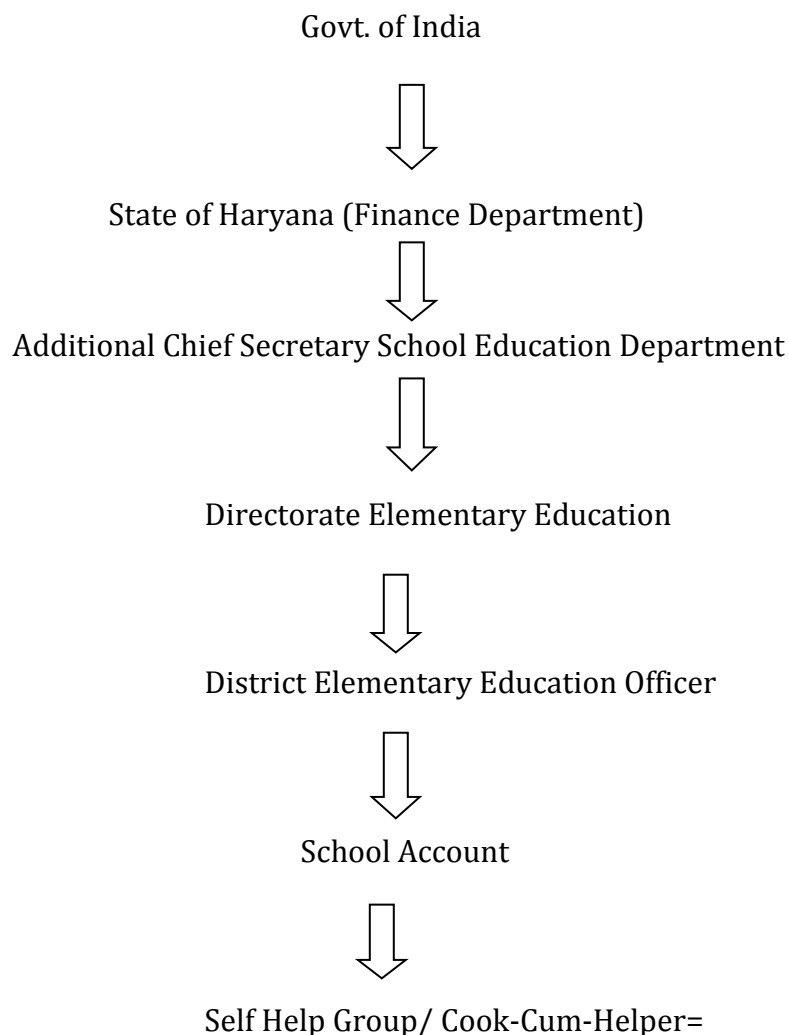 Govt. of India
State of Haryana (Finance Department)
Additional Chief Secretary School Education Department
Directorate Elementary Education
District Elementary Education Officer
School Account
Self Help Group/ Cook-Cum-Helper=